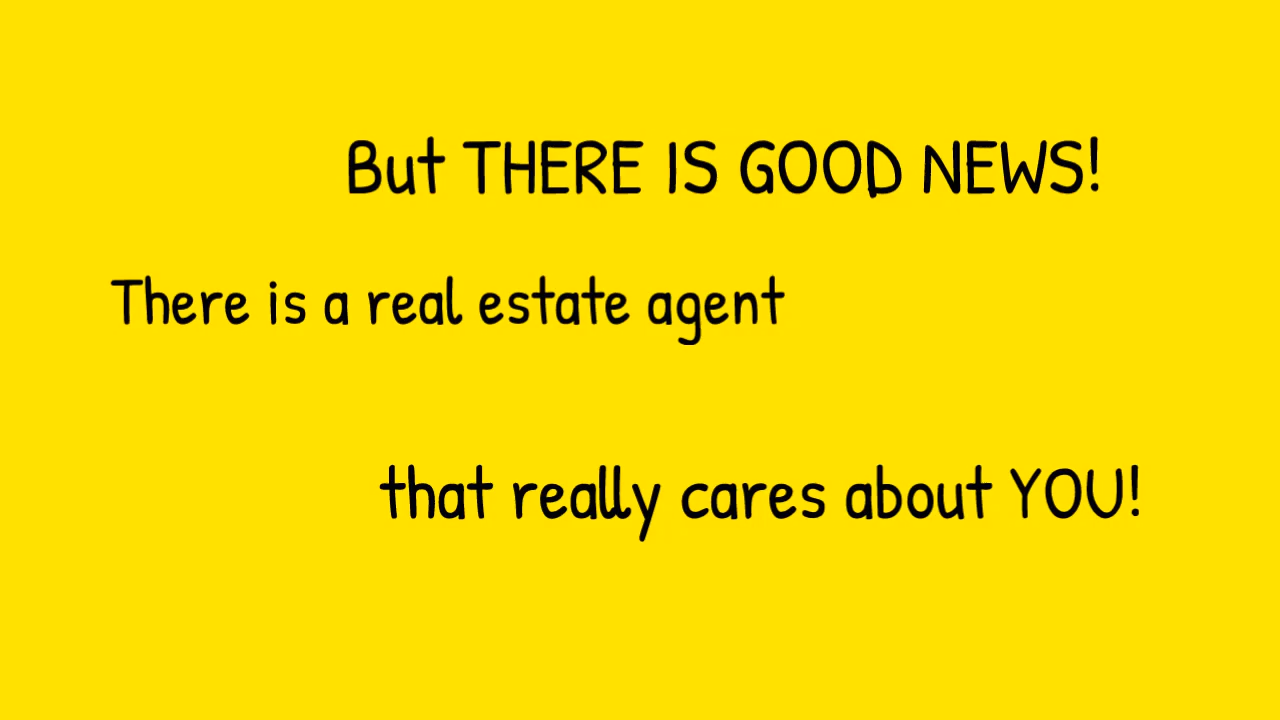 But THERE IS GOOD NEWS!
There is a real estate agent
that really cares about YOU!